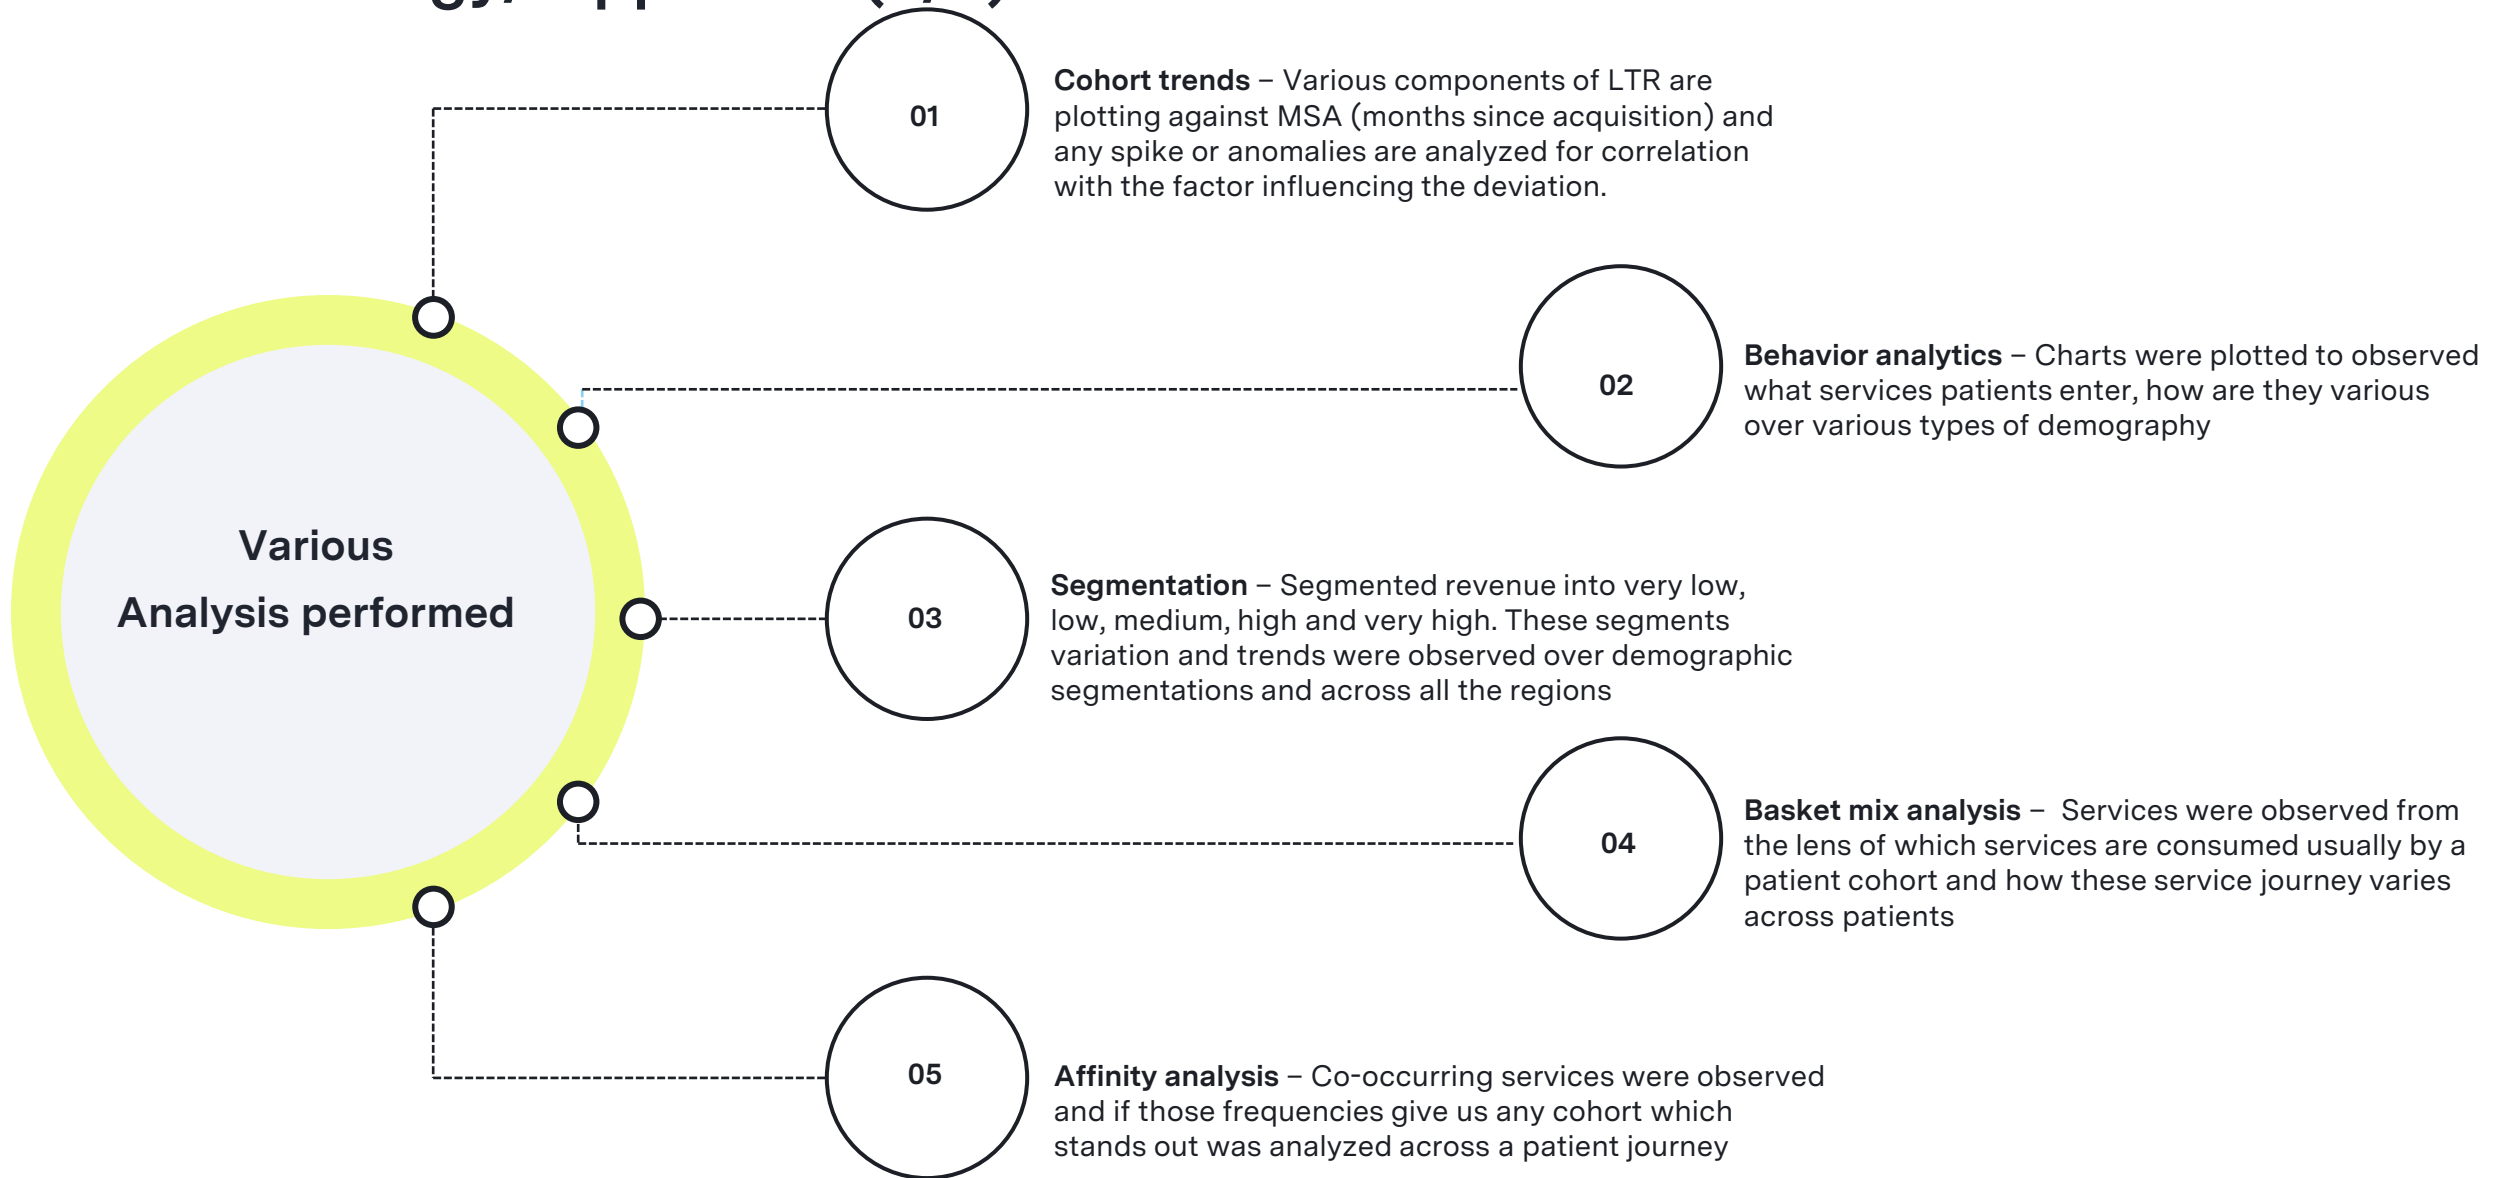 01
Cohort trends – Various components of LTR are
plotting against MSA (months since acquisition) and
any spike or anomalies are analyzed for correlation
with the factor influencing the deviation.
02
Behavior analytics – Charts were plotted to observed
what services patients enter, how are they various
over various types of demography
Various
Analysis performed
03
Segmentation – Segmented revenue into very low,
low, medium, high and very high. These segments
variation and trends were observed over demographic
segmentations and across all the regions
04
Basket mix analysis –  Services were observed from
the lens of which services are consumed usually by a
patient cohort and how these service journey varies
across patients
05
Affinity analysis – Co-occurring services were observed
and if those frequencies give us any cohort which
stands out was analyzed across a patient journey